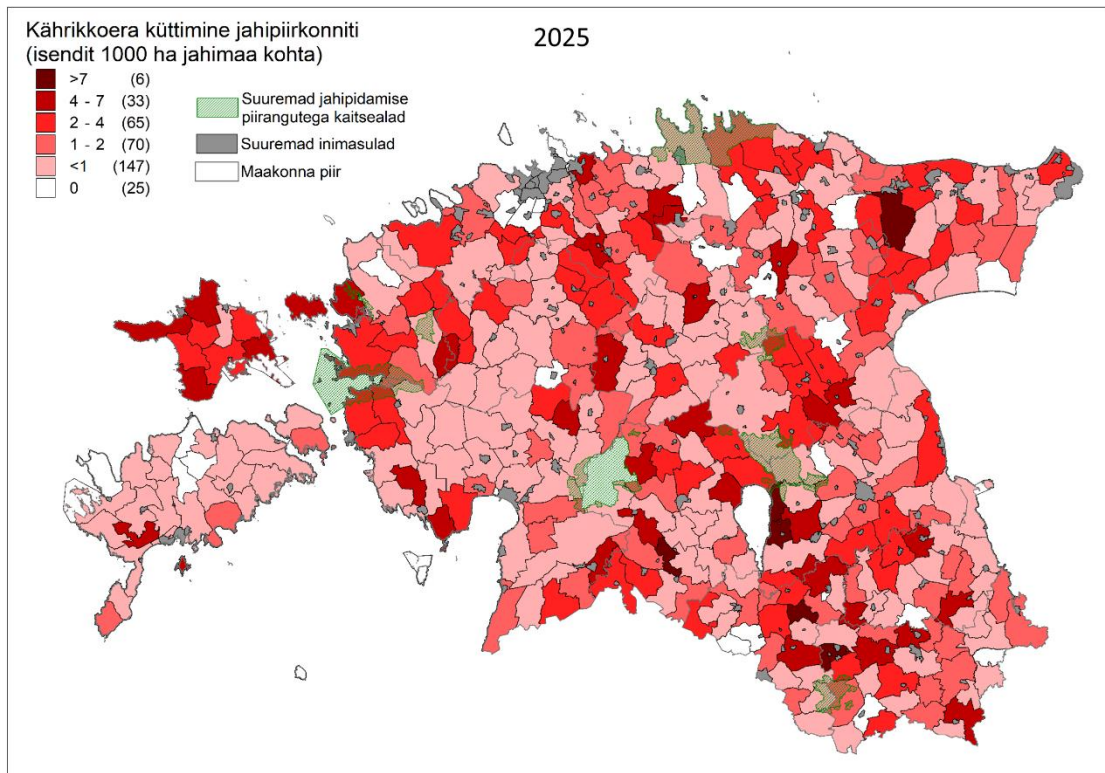 Kährikkoera küttimine jahipiirkonniti
(isendit 1000 ha jahimaa kohta)
2025
>7 (6)
4 - 7 (33)
2 - 4 (65)
1 - 2 (70)
<1 (147)
0 (25)
Suuremad jahipidamise
piirangutega kaitsealad
Suuremad inimasulad
Maakonna piir